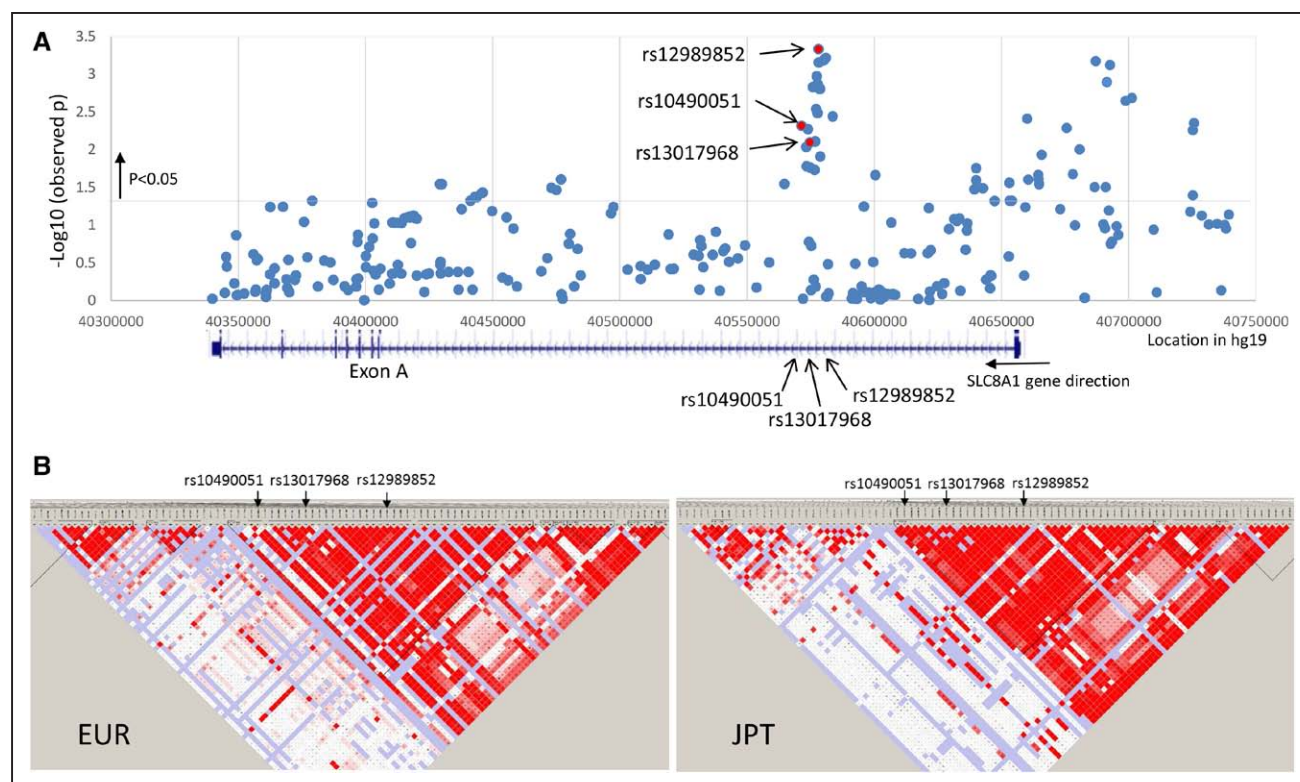 A
3.5
3
2.5
2
1.5
1
0.5
0
-Log10 (observed p)
P<0.05
rs12989852
rs10490051
rs13017968
40300000 40350000 40400000 40450000 40500000 40550000 40600000 40650000 40700000 40750000
Location in hg19
Exon A
SLC8A1 gene direction
rs10490051
rs13017968
rs12989852
B
rs10490051 rs13017968 rs12989852
rs10490051 rs13017968 rs12989852
EUR
JPT